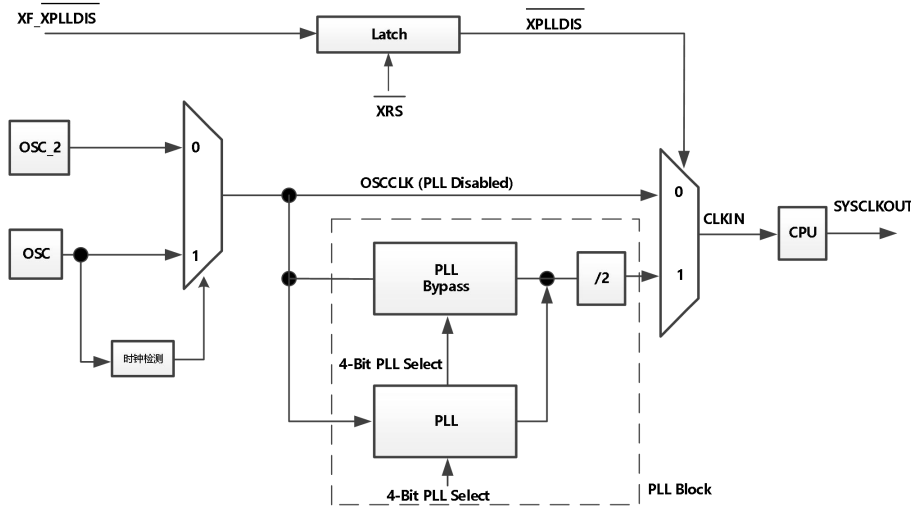 XF_XPLLDIS
Latch
XPLLDIS
XRS
OSC_2
0
OSCCLK (PLL Disabled)
0
CLKIN
CPU
SYSCLKOUT
OSC
1
PLL
Bypass
/2
1
时钟检测
4-Bit PLL Select
PLL
4-Bit PLL Select
PLL Block